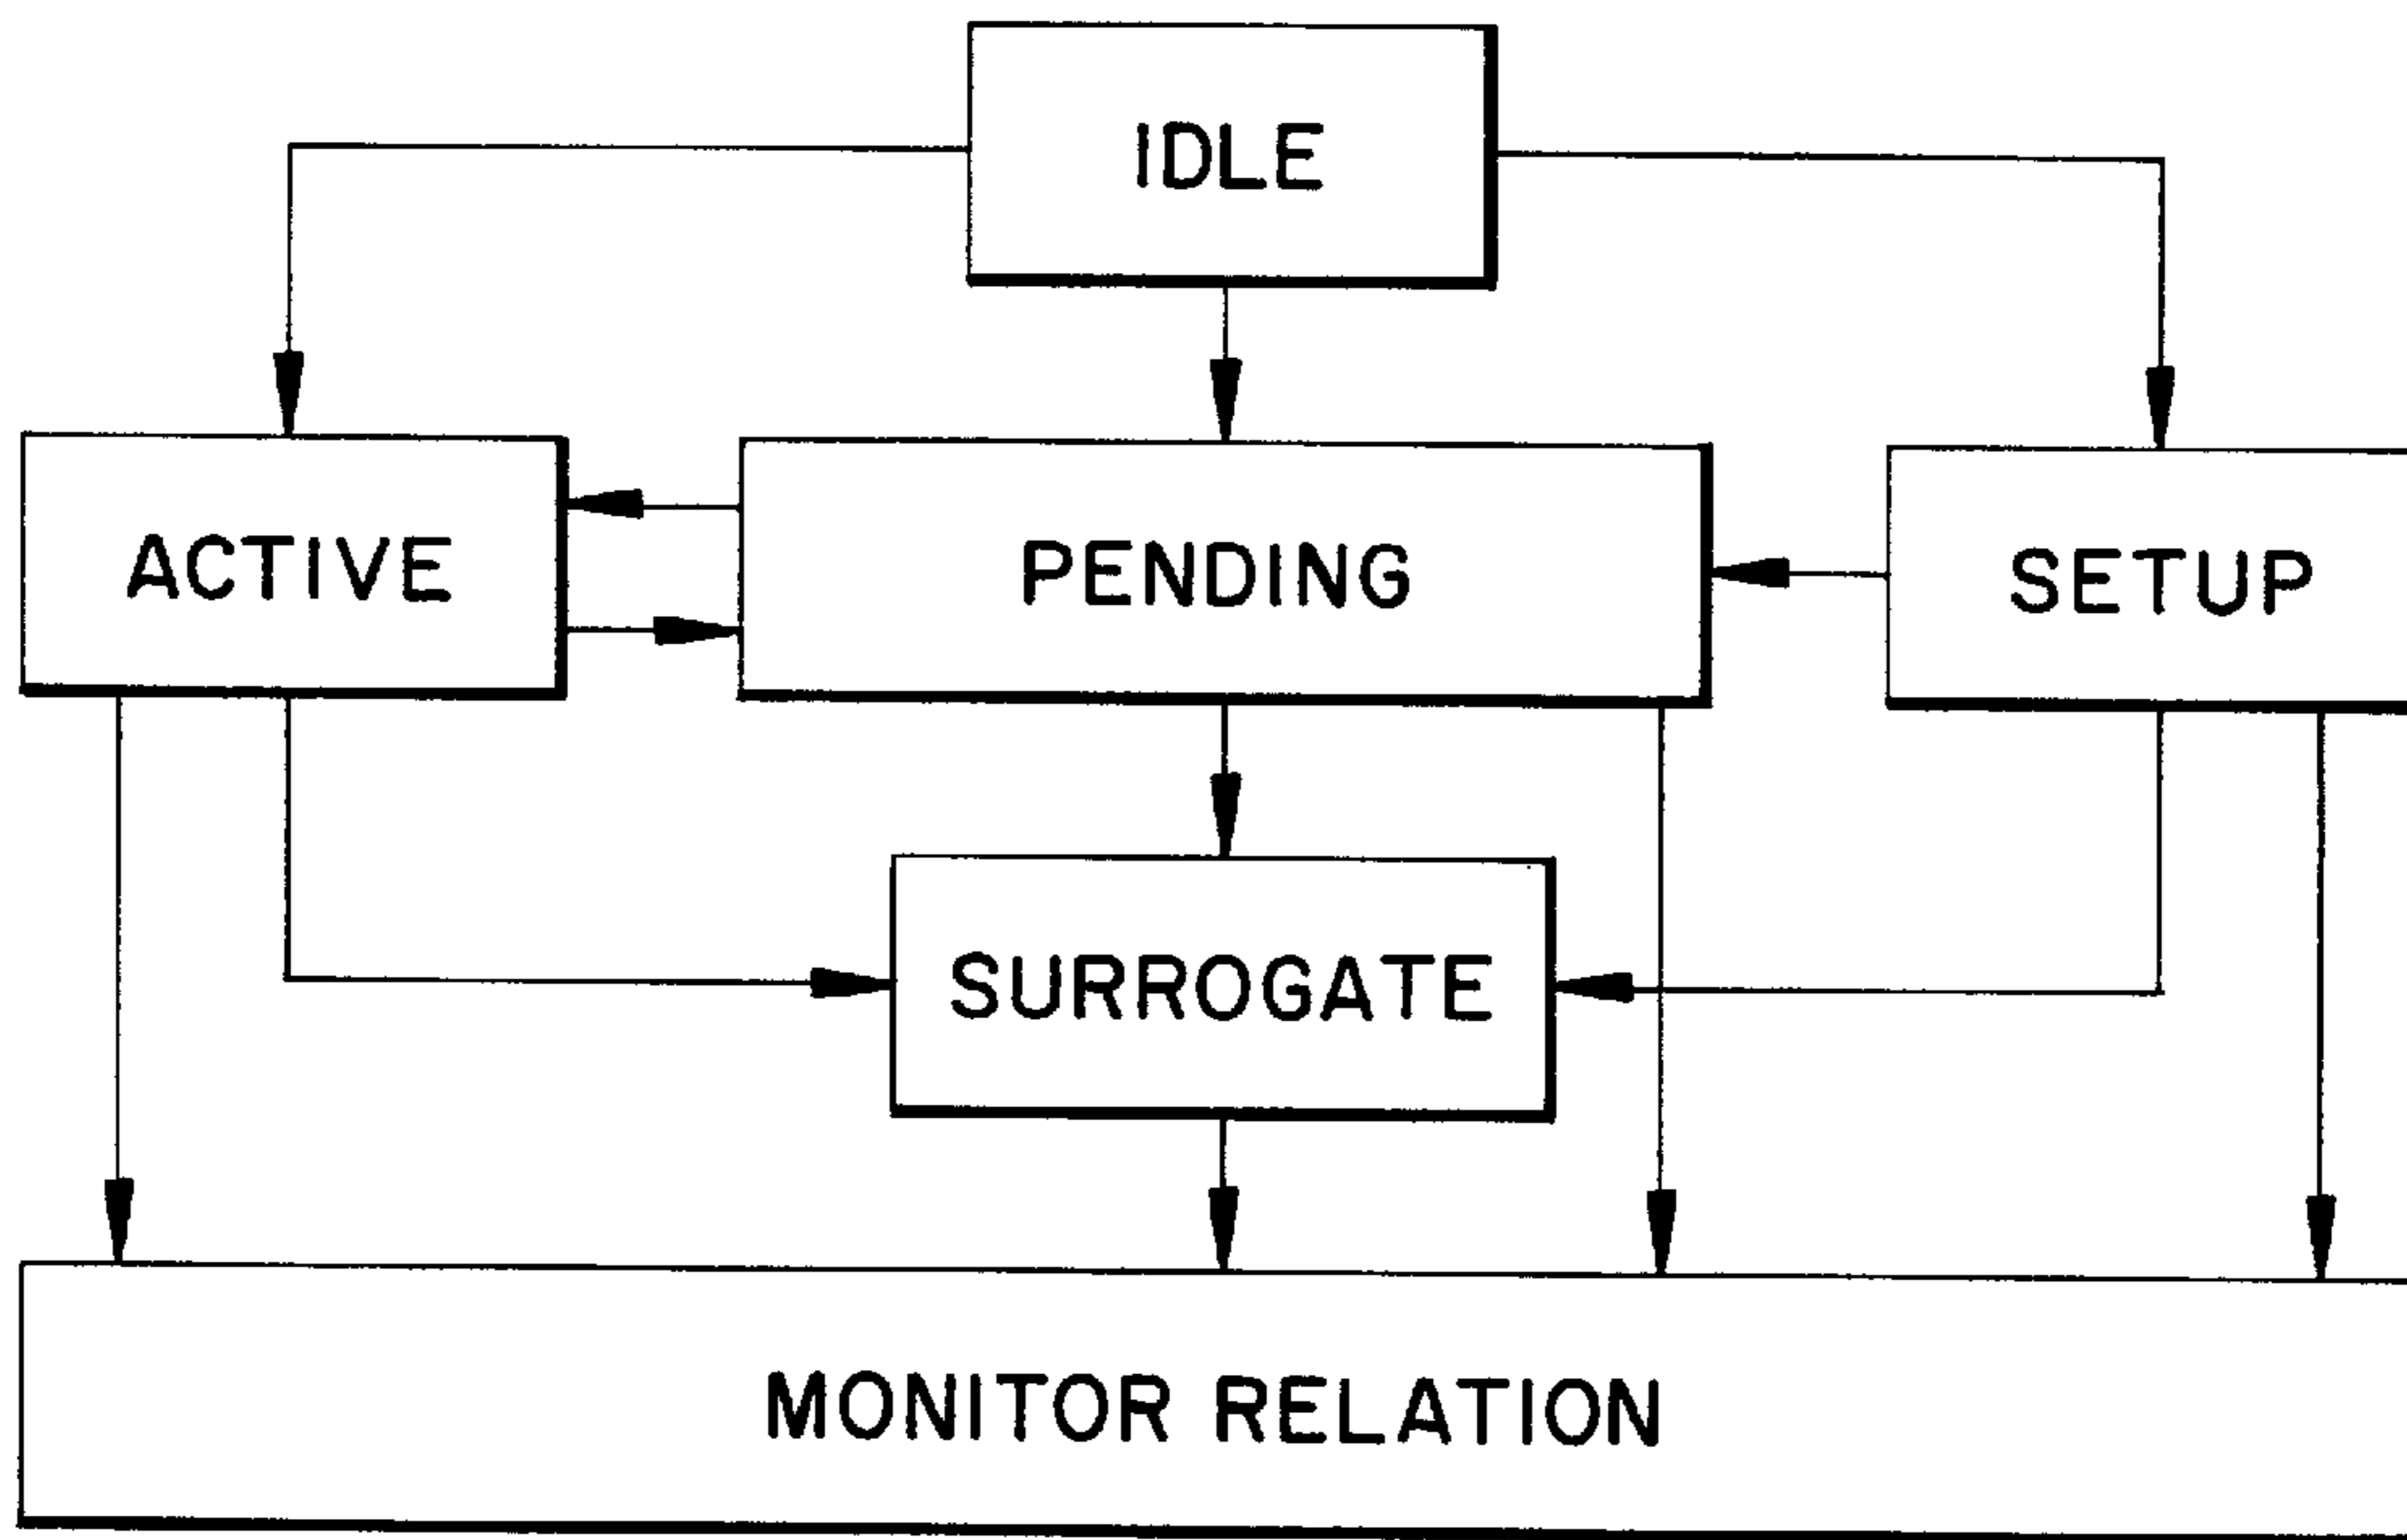 IDLE
ACTIVE
PENDING
SETUP
SURROGATE
MONITOR RELATION